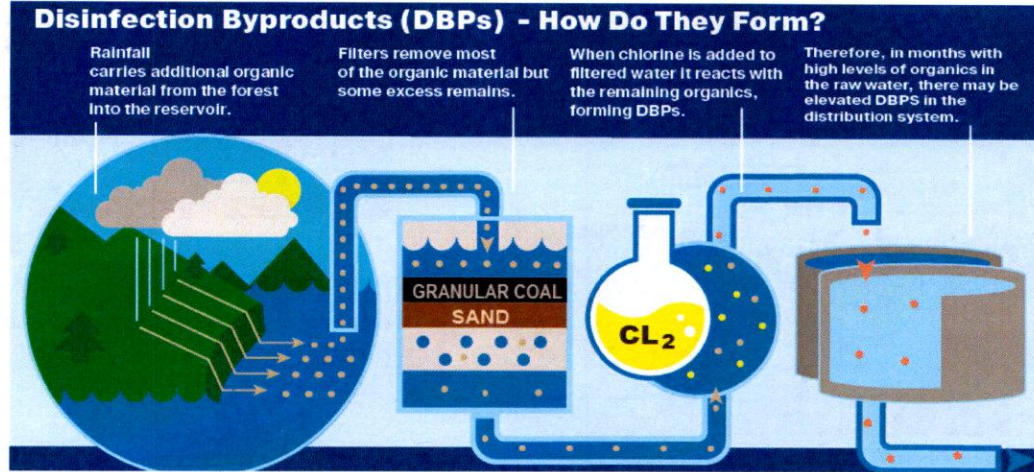 Disinfection Byproducts (DBPs) - How Do They Form?
Rainfall
carries additional organic
material from the forest
into the reservoir.
Filters remove most
of the organic material but
some excess remains.
When chlorine is added to
filtered water it reacts with
the remaining organics,
forming DBPs.
Therefore, in months with
high levels of organics in
the raw water, there may be
elevated DBPS in the
distribution system.
GRANULAR COAL
SAND
CL2